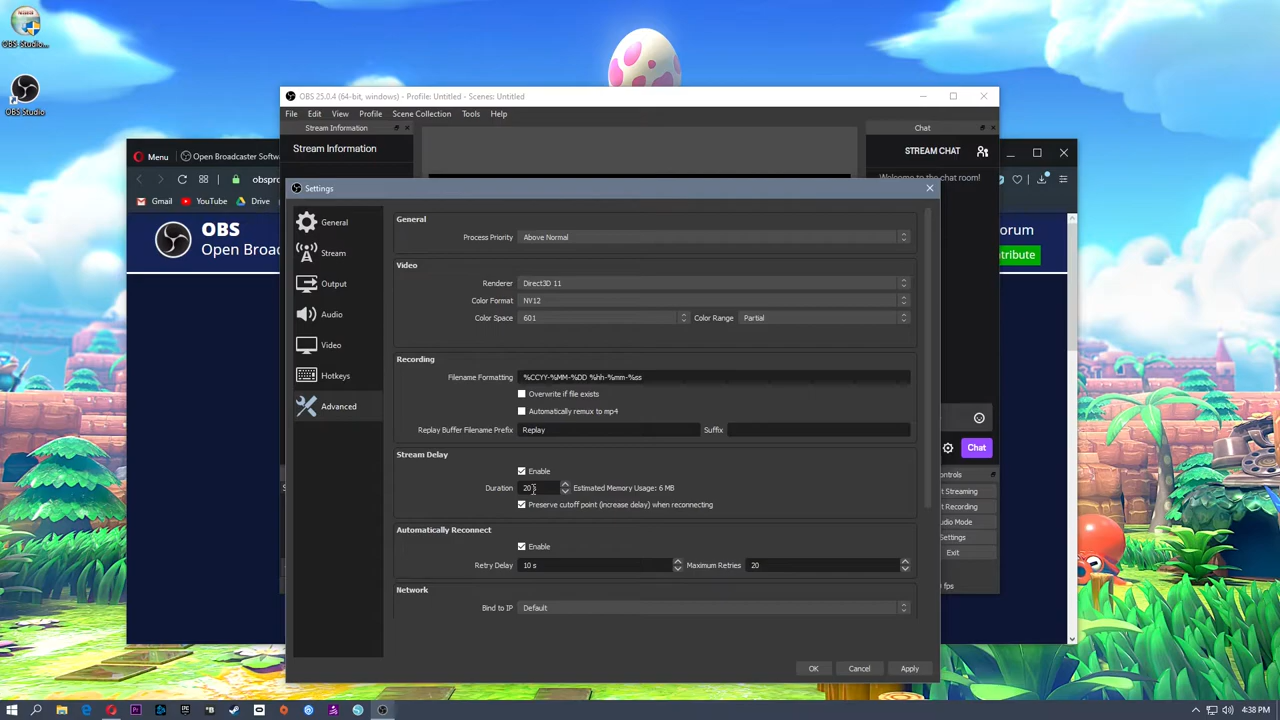 OBS Studio...
OBS Studio
OBS 25.0.4 (64-bit, windows) - Profile: Untitled - Scenes: Untitled
File Edit View Profile Scene Collection Tools Help
Stream Information
Chat
Stream Information
STREAM CHAT
Welcome to the chat room!
Menu
Open Broadcaster Softwa
obspro
Gmail
YouTube
Drive
OBS
Open Broad
orum
tribute
Settings
General
Stream
Output
Audio
Video
Hotkeys
Advanced
General
Process Priority Above Normal
Video
Renderer Direct3D 11
Color Format NV12
Color Space 601 Color Range Partial
Recording
Filename Formatting %CCYY-%MM-%DD %hh-%mm-%ss
Overwrite if file exists
Automatically remux to mp4
Replay Buffer Filename Prefix Replay Suffix
Stream Delay
Enable
Duration 20 s Estimated Memory Usage: 6 MB
Preserve cutoff point (increase delay) when reconnecting
Automatically Reconnect
Enable
Retry Delay 10 s Maximum Retries 20
Network
Bind to IP Default
OK Cancel Apply
Chat
ontrols
t Streaming
t Recording
udio Mode
Settings
Exit
fps
4:38 PM